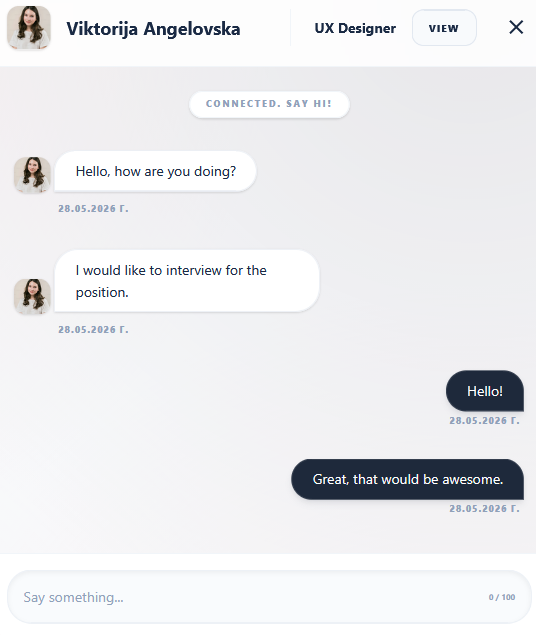 Viktorija Angelovska
UX Designer
VIEW
CONNECTED. SAY HI!
Hello, how are you doing?
28.05.2026 Г.
I would like to interview for the
position.
28.05.2026 Г.
Hello!
28.05.2026 Г.
Great, that would be awesome.
28.05.2026 Г.
Say something...
0 / 100